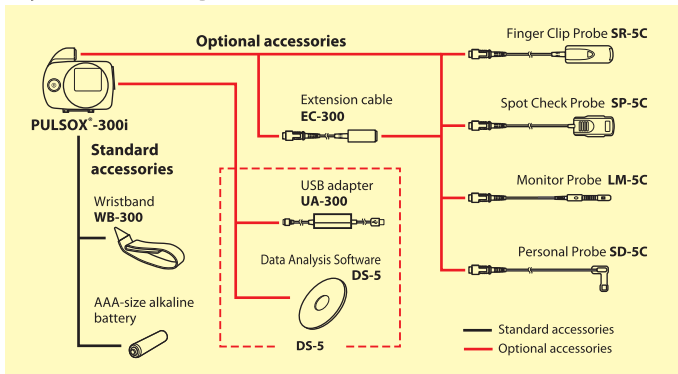 Optional accessories
Finger Clip Probe SR-5C
PULSOX®-300i
Extension cable
EC-300
Spot Check Probe SP-5C
Standard
accessories
Wristband
WB-300
USB adapter
UA-300
Monitor Probe LM-5C
Data Analysis Software
DS-5
Personal Probe SD-5C
AAA-size alkaline
battery
DS-5
Standard accessories
Optional accessories